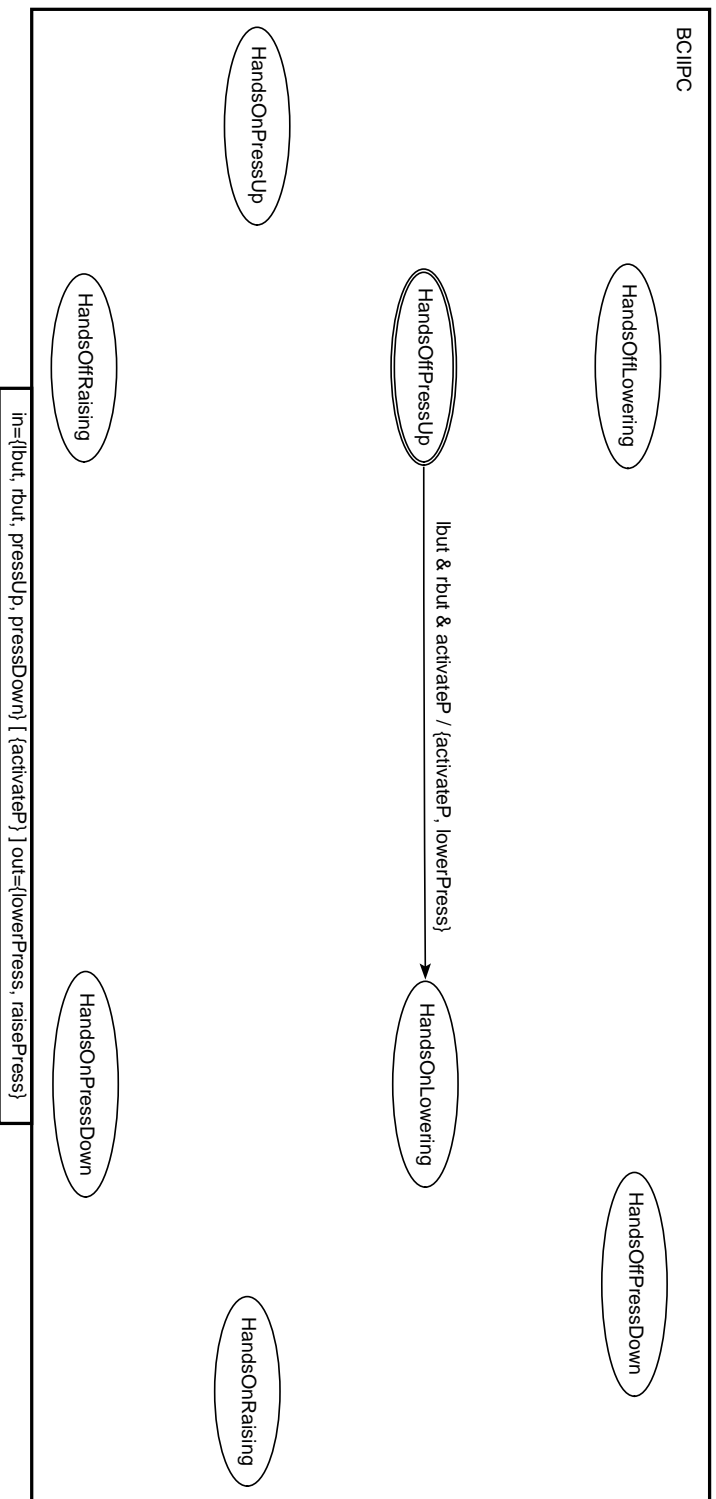 BCIIPC
HandsOffLowering
HandsOffPressDown
HandsOffPressUp
lbut & rbut & activateP / {activateP, lowerPress}
HandsOnLowering
HandsOnPressUp
HandsOnRaising
HandsOffRaising
HandsOnPressDown
in={lbut, rbut, pressUp, pressDown} [ {activateP} ] out={lowerPress, raisePress}